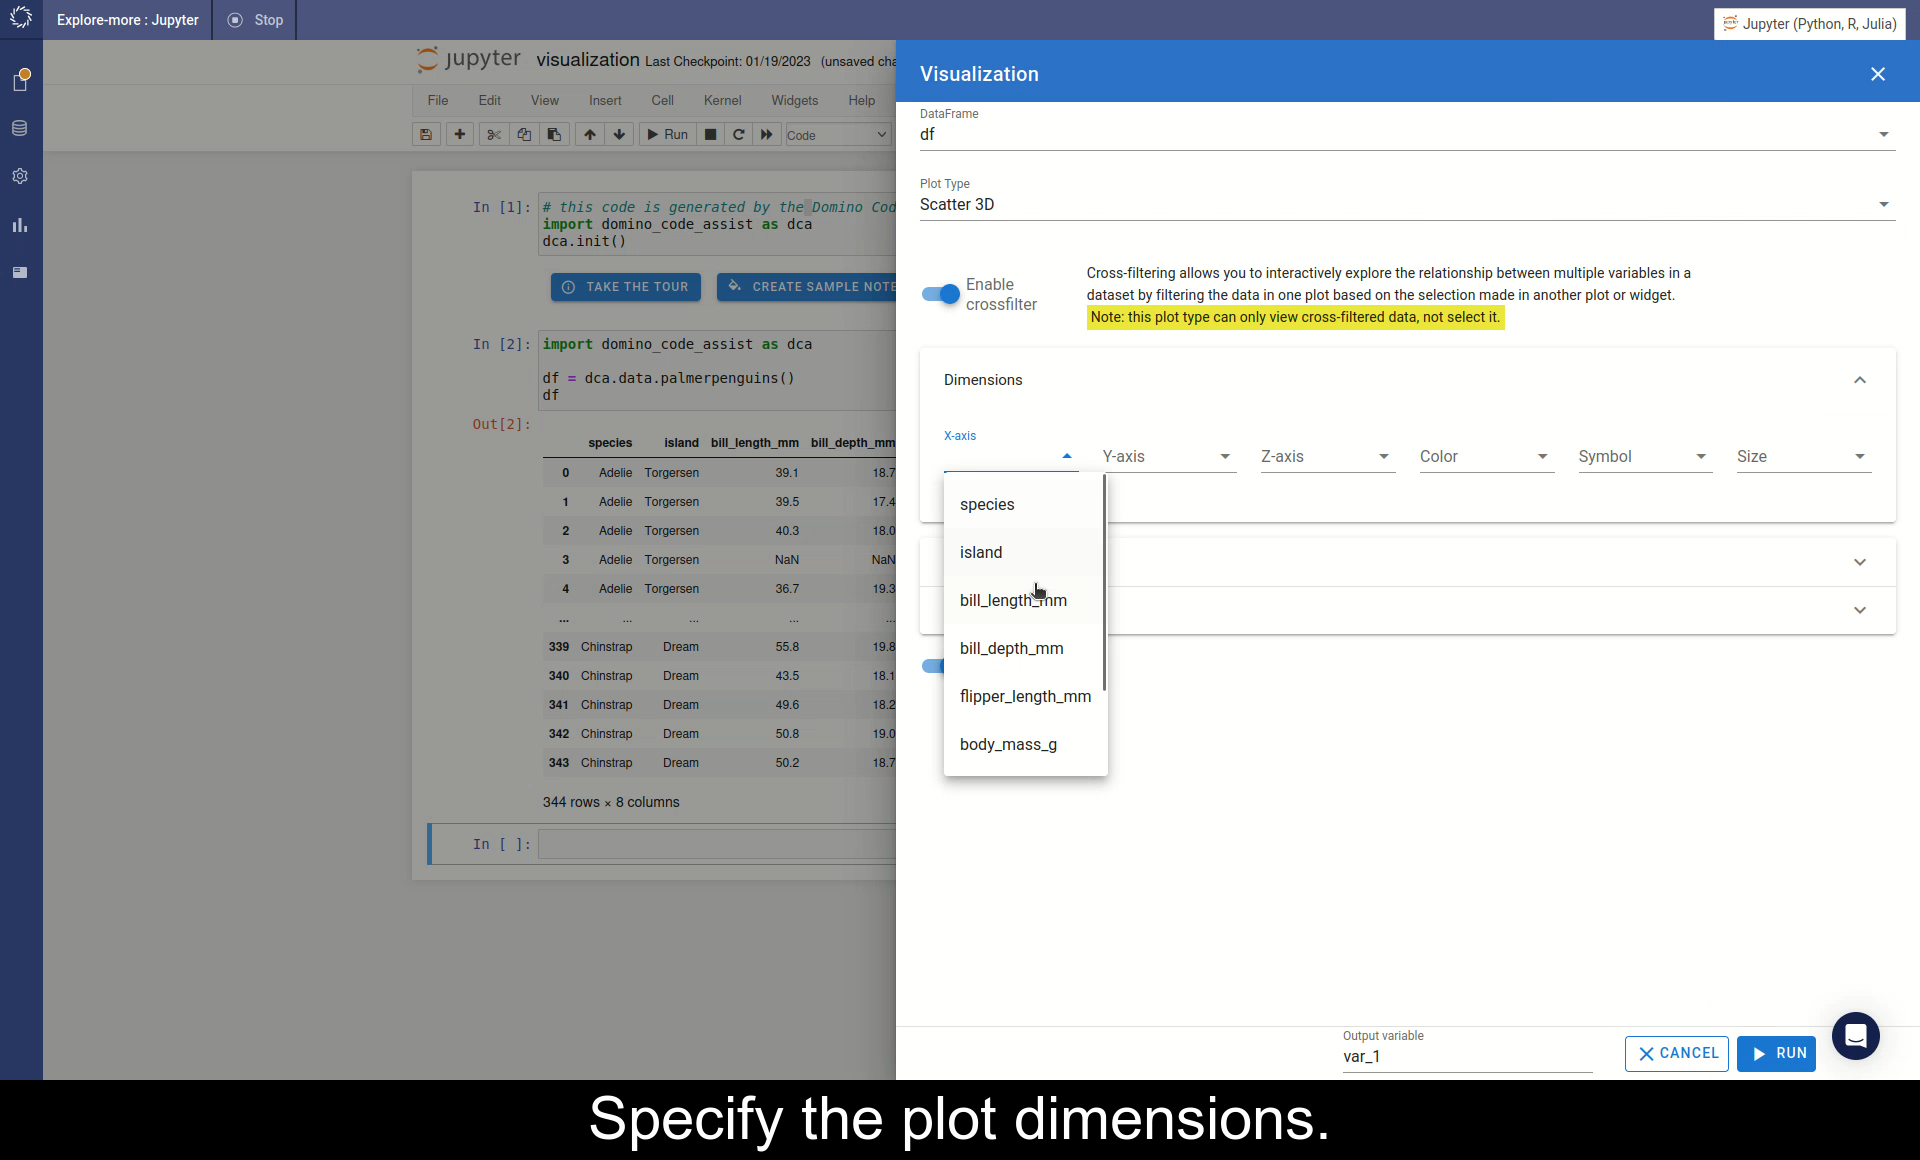 Explore-more : Jupyter
Stop
Jupyter (Python, R, Julia)
jupyter visualization Last Checkpoint: 01/19/2023 (unsaved cha
File Edit View Insert Cell Kernel Widgets Help
Run Code
In [1]: # this code is generated by the Domino Cod
import domino_code_assist as dca
dca.init()
TAKE THE TOUR
CREATE SAMPLE NOTE
In [2]: import domino_code_assist as dca
df = dca.data.palmerpenguins()
df
Out[2]:
species island bill_length_mm bill_depth_mm
0 Adelie Torgersen 39.1 18.7
1 Adelie Torgersen 39.5 17.4
2 Adelie Torgersen 40.3 18.0
3 Adelie Torgersen NaN NaN
4 Adelie Torgersen 36.7 19.3
... ... ... ... ...
339 Chinstrap Dream 55.8 19.8
340 Chinstrap Dream 43.5 18.1
341 Chinstrap Dream 49.6 18.2
342 Chinstrap Dream 50.8 19.0
343 Chinstrap Dream 50.2 18.7
344 rows × 8 columns
In [ ]:
Visualization
DataFrame
df
Plot Type
Scatter 3D
Enable
crossfilter
Cross-filtering allows you to interactively explore the relationship between multiple variables in a
dataset by filtering the data in one plot based on the selection made in another plot or widget.
Note: this plot type can only view cross-filtered data, not select it.
Dimensions
X-axis
Y-axis Z-axis Color Symbol Size
species
island
bill_length_mm
bill_depth_mm
flipper_length_mm
body_mass_g
Output variable
var_1
CANCEL
RUN
Specify the plot dimensions.